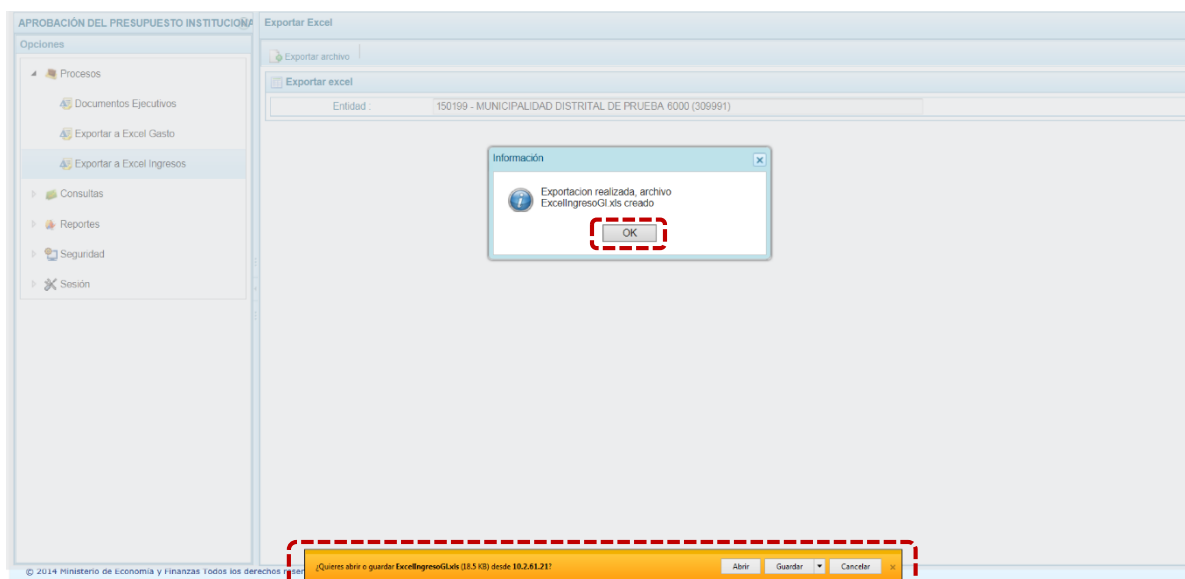 APROBACIÓN DEL PRESUPUESTO INSTITUCIONA
Opciones
Procesos
Documentos Ejecutivos
Exportar a Excel Gasto
Exportar a Excel Ingresos
Consultas
Reportes
Seguridad
Sesión
Exportar Excel
Exportar archivo
Exportar excel
Entidad : 150199 - MUNICIPALIDAD DISTRITAL DE PRUEBA 6000 (309991)
Información
Exportacion realizada, archivo
ExcelIngresoGl.xls creado
OK
¿Quieres abrir o guardar ExcelIngresoGl.xls (18.5 KB) desde 10.2.61.21?
Abrir Guardar Cancelar
© 2014 Ministerio de Economía y Finanzas Todos los derechos reser